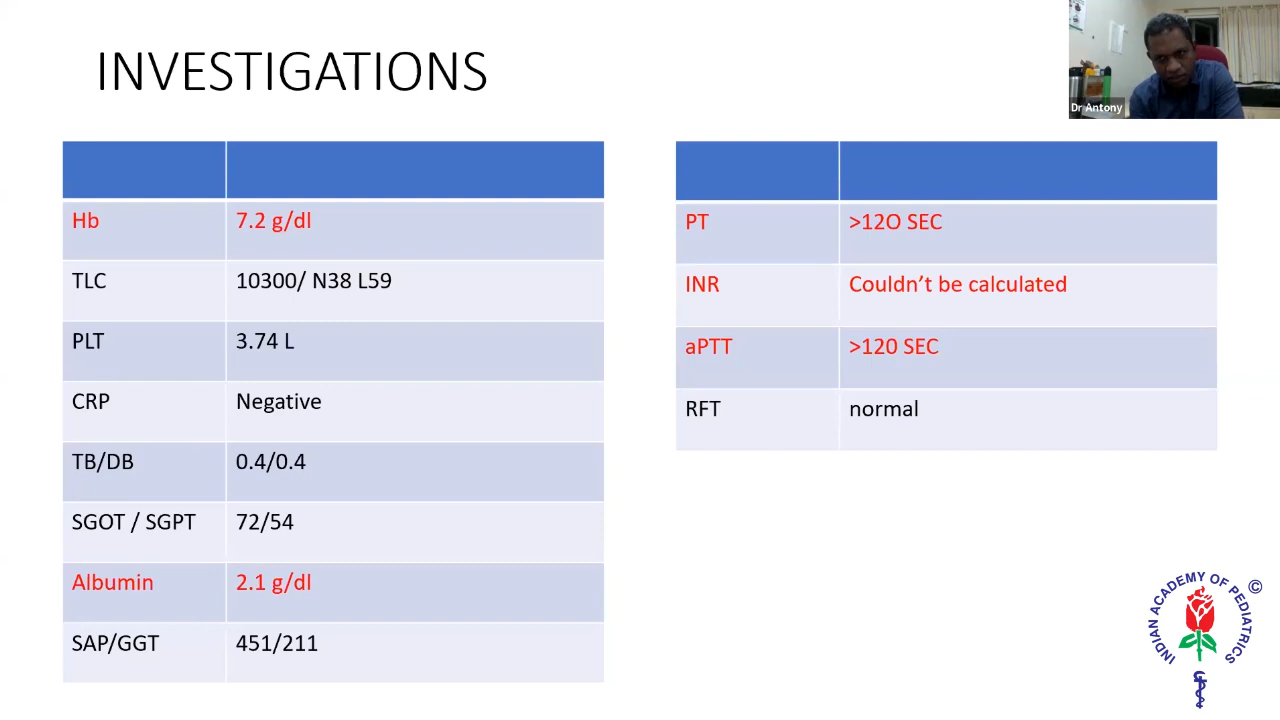 INVESTIGATIONS
Dr Antony
Hb 7.2 g/dl
TLC 10300/ N38 L59
PLT 3.74 L
CRP Negative
TB/DB 0.4/0.4
SGOT / SGPT 72/54
Albumin 2.1 g/dl
SAP/GGT 451/211
PT >12O SEC
INR Couldn’t be calculated
aPTT >120 SEC
RFT normal
INDIAN ACADEMY OF PEDIATRICS
©